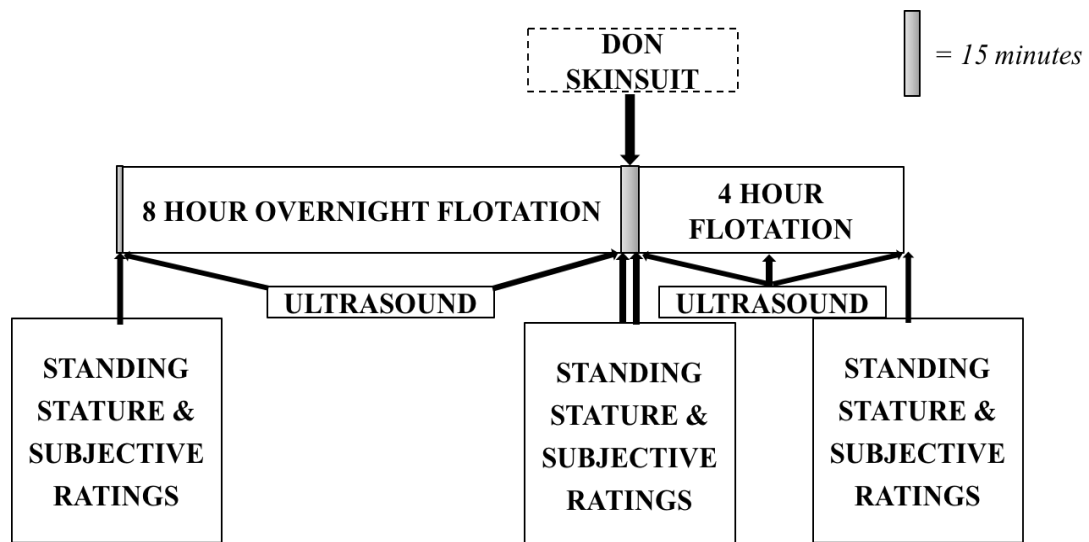 DON
SKINSUIT
= 15 minutes
8 HOUR OVERNIGHT FLOTATION
4 HOUR
FLOTATION
ULTRASOUND
ULTRASOUND
STANDING
STATURE &
SUBJECTIVE
RATINGS
STANDING
STATURE &
SUBJECTIVE
RATINGS
STANDING
STATURE &
SUBJECTIVE
RATINGS